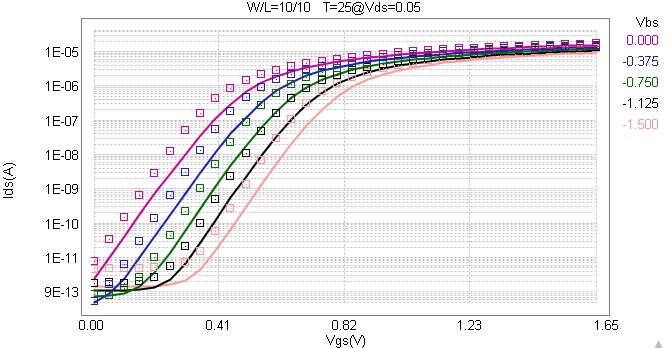 W/L=10/10 T=25@Vds=0.05
Vbs
0.000
-0.375
-0.750
-1.125
-1.500
Ids(A)
1E-05
1E-06
1E-07
1E-08
1E-09
1E-10
1E-11
9E-13
0.00 0.41 0.82 1.23 1.65
Vgs(V)